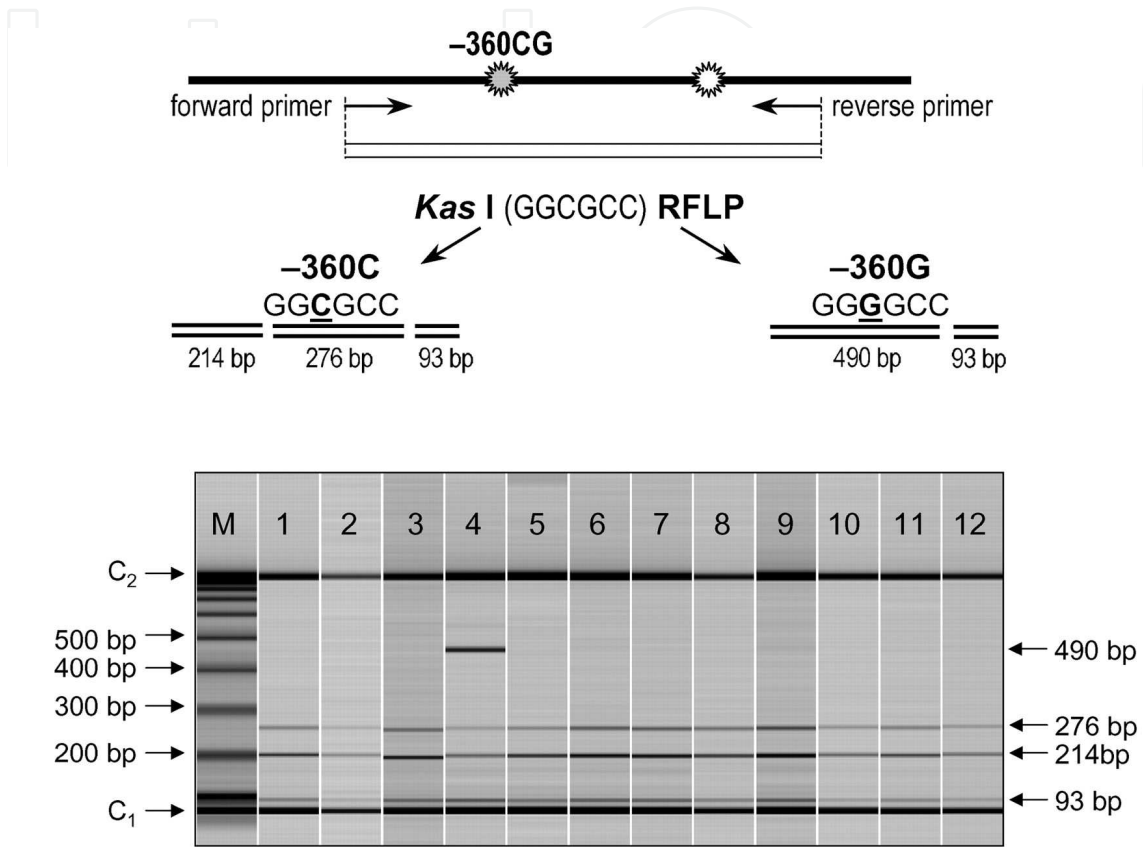 –360CG
forward primer
reverse primer
Kas I (GGCGCC) RFLP
–360C
–360G
GGCGCC
GGGGCC
214 bp
276 bp
93 bp
490 bp
93 bp
M 1 2 3 4 5 6 7 8 9 10 11 12
C2
500 bp
490 bp
400 bp
300 bp
276 bp
200 bp
214bp
93 bp
C1